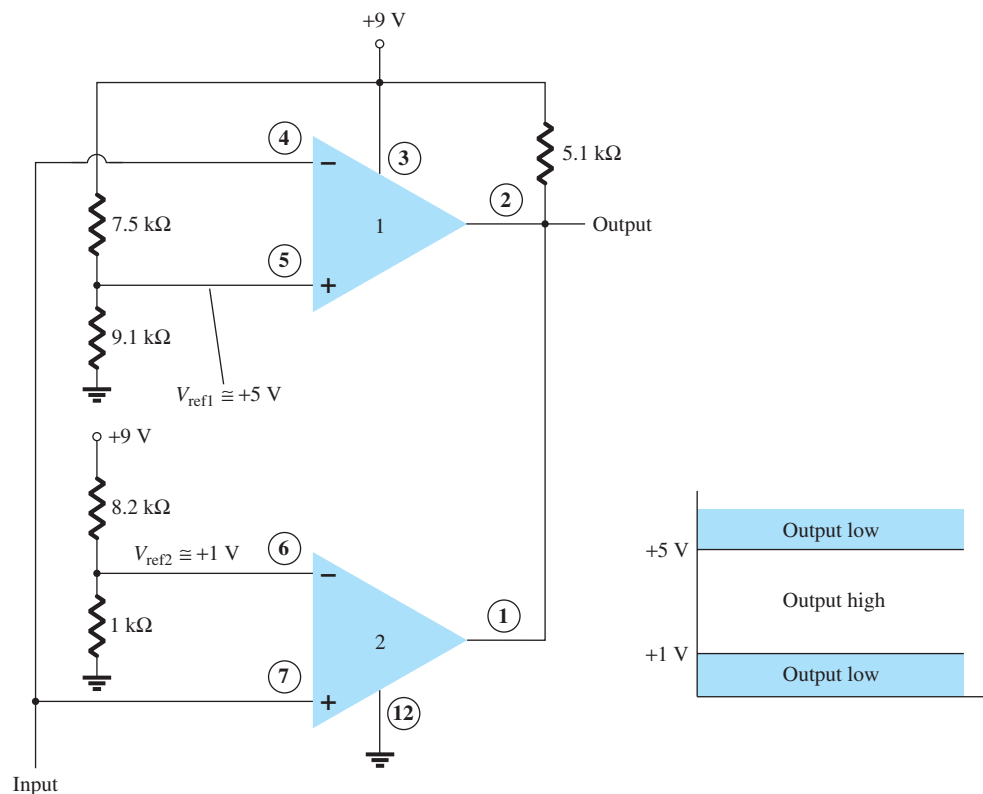 +9 V
4
3
5.1 kΩ
−
2
7.5 kΩ
1
Output
5
+
9.1 kΩ
V_ref1 ≅ +5 V
+9 V
8.2 kΩ
V_ref2 ≅ +1 V
6
−
1 kΩ
2
1
7
+
12
Input
Output low
+5 V
Output high
+1 V
Output low